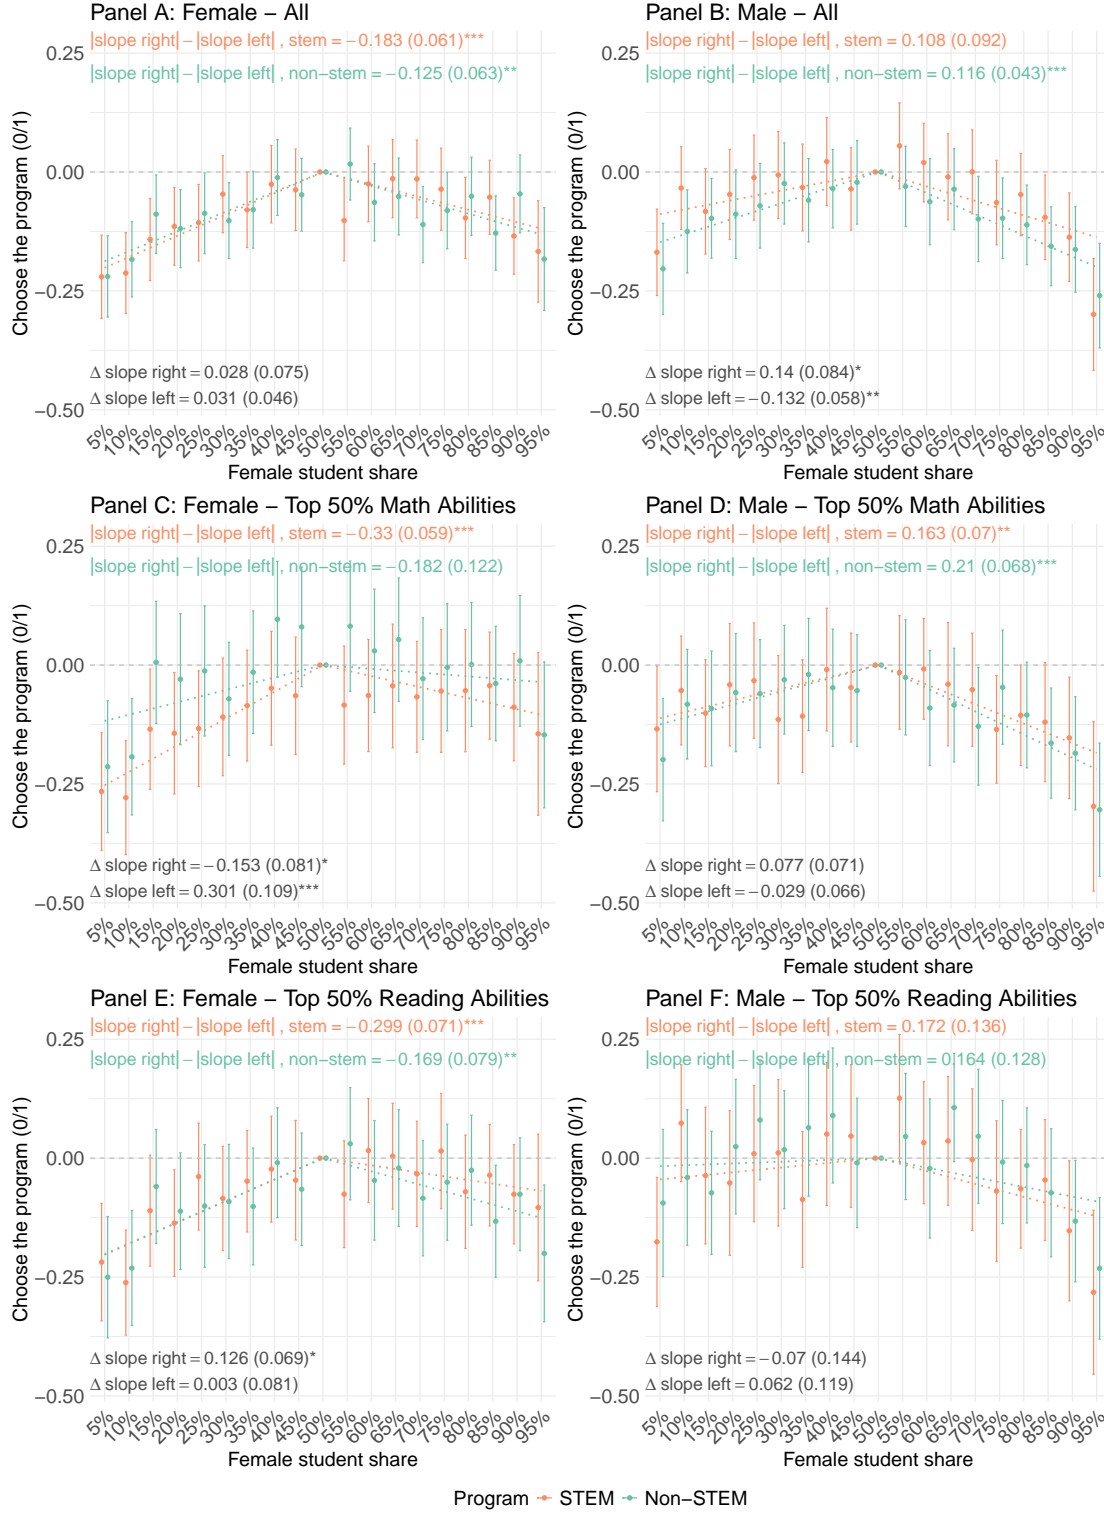 Panel A: Female − All
|slope right| − |slope left| , stem = −0.183 (0.061)***
|slope right| − |slope left| , non−stem = −0.125 (0.063)**
0.25
0.00
−0.25
−0.50
Choose the program (0/1)
Δ slope right = 0.028 (0.075)
Δ slope left = 0.031 (0.046)
5% 10% 15% 20% 25% 30% 35% 40% 45% 50% 55% 60% 65% 70% 75% 80% 85% 90% 95%
Female student share
Panel B: Male − All
|slope right| − |slope left| , stem = 0.108 (0.092)
|slope right| − |slope left| , non−stem = 0.116 (0.043)***
0.25
0.00
−0.25
−0.50
Choose the program (0/1)
Δ slope right = 0.14 (0.084)*
Δ slope left = −0.132 (0.058)**
5% 10% 15% 20% 25% 30% 35% 40% 45% 50% 55% 60% 65% 70% 75% 80% 85% 90% 95%
Female student share
Panel C: Female − Top 50% Math Abilities
|slope right| − |slope left| , stem = −0.33 (0.059)***
|slope right| − |slope left| , non−stem = −0.182 (0.122)
0.25
0.00
−0.25
−0.50
Choose the program (0/1)
Δ slope right = −0.153 (0.081)*
Δ slope left = 0.301 (0.109)***
5% 10% 15% 20% 25% 30% 35% 40% 45% 50% 55% 60% 65% 70% 75% 80% 85% 90% 95%
Female student share
Panel D: Male − Top 50% Math Abilities
|slope right| − |slope left| , stem = 0.163 (0.07)**
|slope right| − |slope left| , non−stem = 0.21 (0.068)***
0.25
0.00
−0.25
−0.50
Choose the program (0/1)
Δ slope right = 0.077 (0.071)
Δ slope left = −0.029 (0.066)
5% 10% 15% 20% 25% 30% 35% 40% 45% 50% 55% 60% 65% 70% 75% 80% 85% 90% 95%
Female student share
Panel E: Female − Top 50% Reading Abilities
|slope right| − |slope left| , stem = −0.299 (0.071)***
|slope right| − |slope left| , non−stem = −0.169 (0.079)**
0.25
0.00
−0.25
−0.50
Choose the program (0/1)
Δ slope right = 0.126 (0.069)*
Δ slope left = 0.003 (0.081)
5% 10% 15% 20% 25% 30% 35% 40% 45% 50% 55% 60% 65% 70% 75% 80% 85% 90% 95%
Female student share
Panel F: Male − Top 50% Reading Abilities
|slope right| − |slope left| , stem = 0.172 (0.136)
|slope right| − |slope left| , non−stem = 0.164 (0.128)
0.25
0.00
−0.25
−0.50
Choose the program (0/1)
Δ slope right = −0.07 (0.144)
Δ slope left = 0.062 (0.119)
5% 10% 15% 20% 25% 30% 35% 40% 45% 50% 55% 60% 65% 70% 75% 80% 85% 90% 95%
Female student share
Program STEM Non−STEM